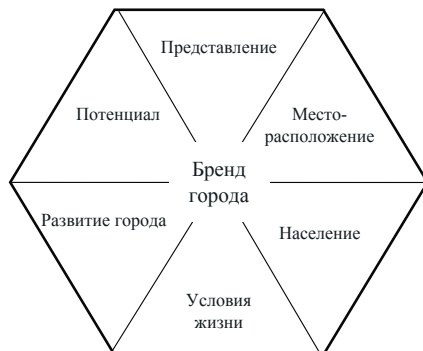 Представление
Потенциал
Место-
расположение
Бренд
города
Развитие города
Население
Условия
жизни